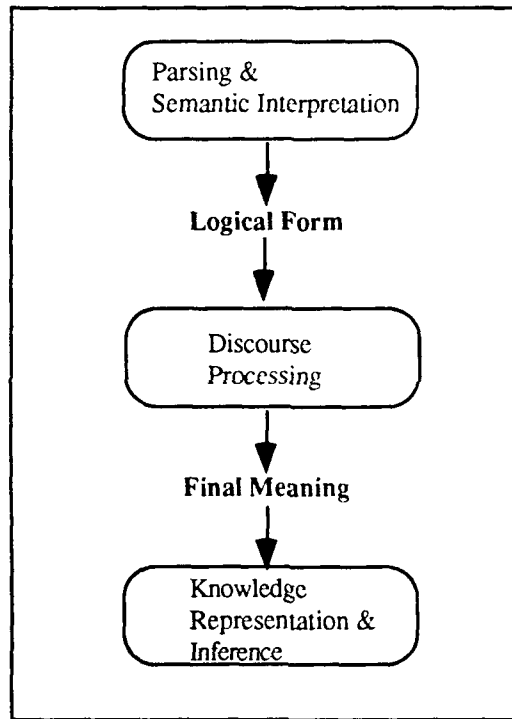 Parsing &
Semantic Interpretation
Logical Form
Discourse
Processing
Final Meaning
Knowledge
Representation &
Inference